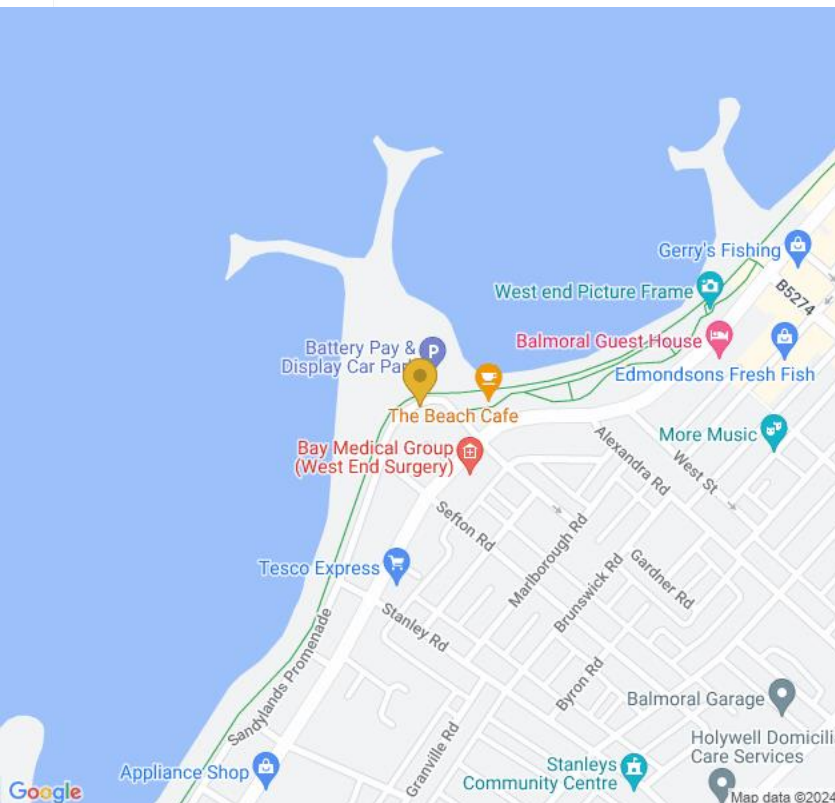 Gerry's Fishing
West end Picture Frame
B5274
Battery Pay &
Display Car Park
Balmoral Guest House
Edmondsons Fresh Fish
The Beach Cafe
More Music
Bay Medical Group
(West End Surgery)
Alexandra Rd
West St
Sefton Rd
Marlborough Rd
Tesco Express
Gardner Rd
Brunswick Rd
Stanley Rd
Sandylands Promenade
Byron Rd
Balmoral Garage
Granville Rd
Holywell Domicili
Care Services
Appliance Shop
Stanleys
Community Centre
Google
Map data ©2024